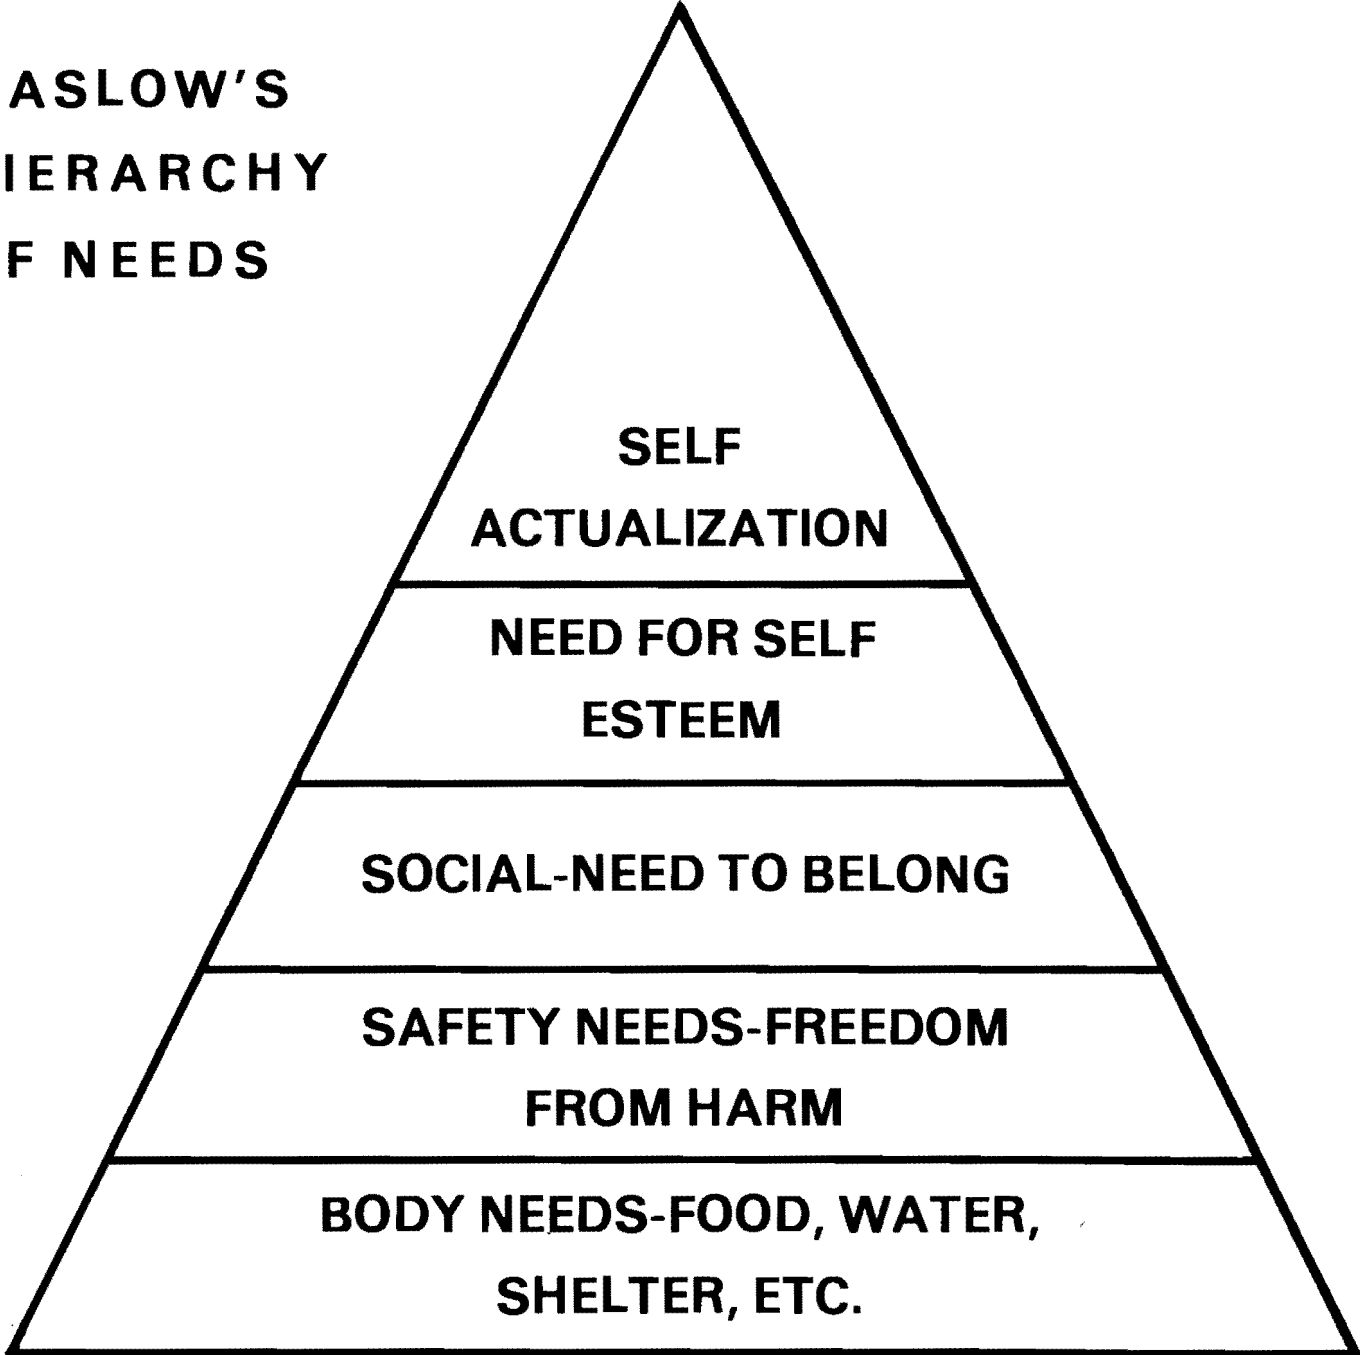 ASLOW'S
IERARCHY
F NEEDS
SELF
ACTUALIZATION
NEED FOR SELF
ESTEEM
SOCIAL-NEED TO BELONG
SAFETY NEEDS-FREEDOM
FROM HARM
BODY NEEDS-FOOD, WATER,
SHELTER, ETC.